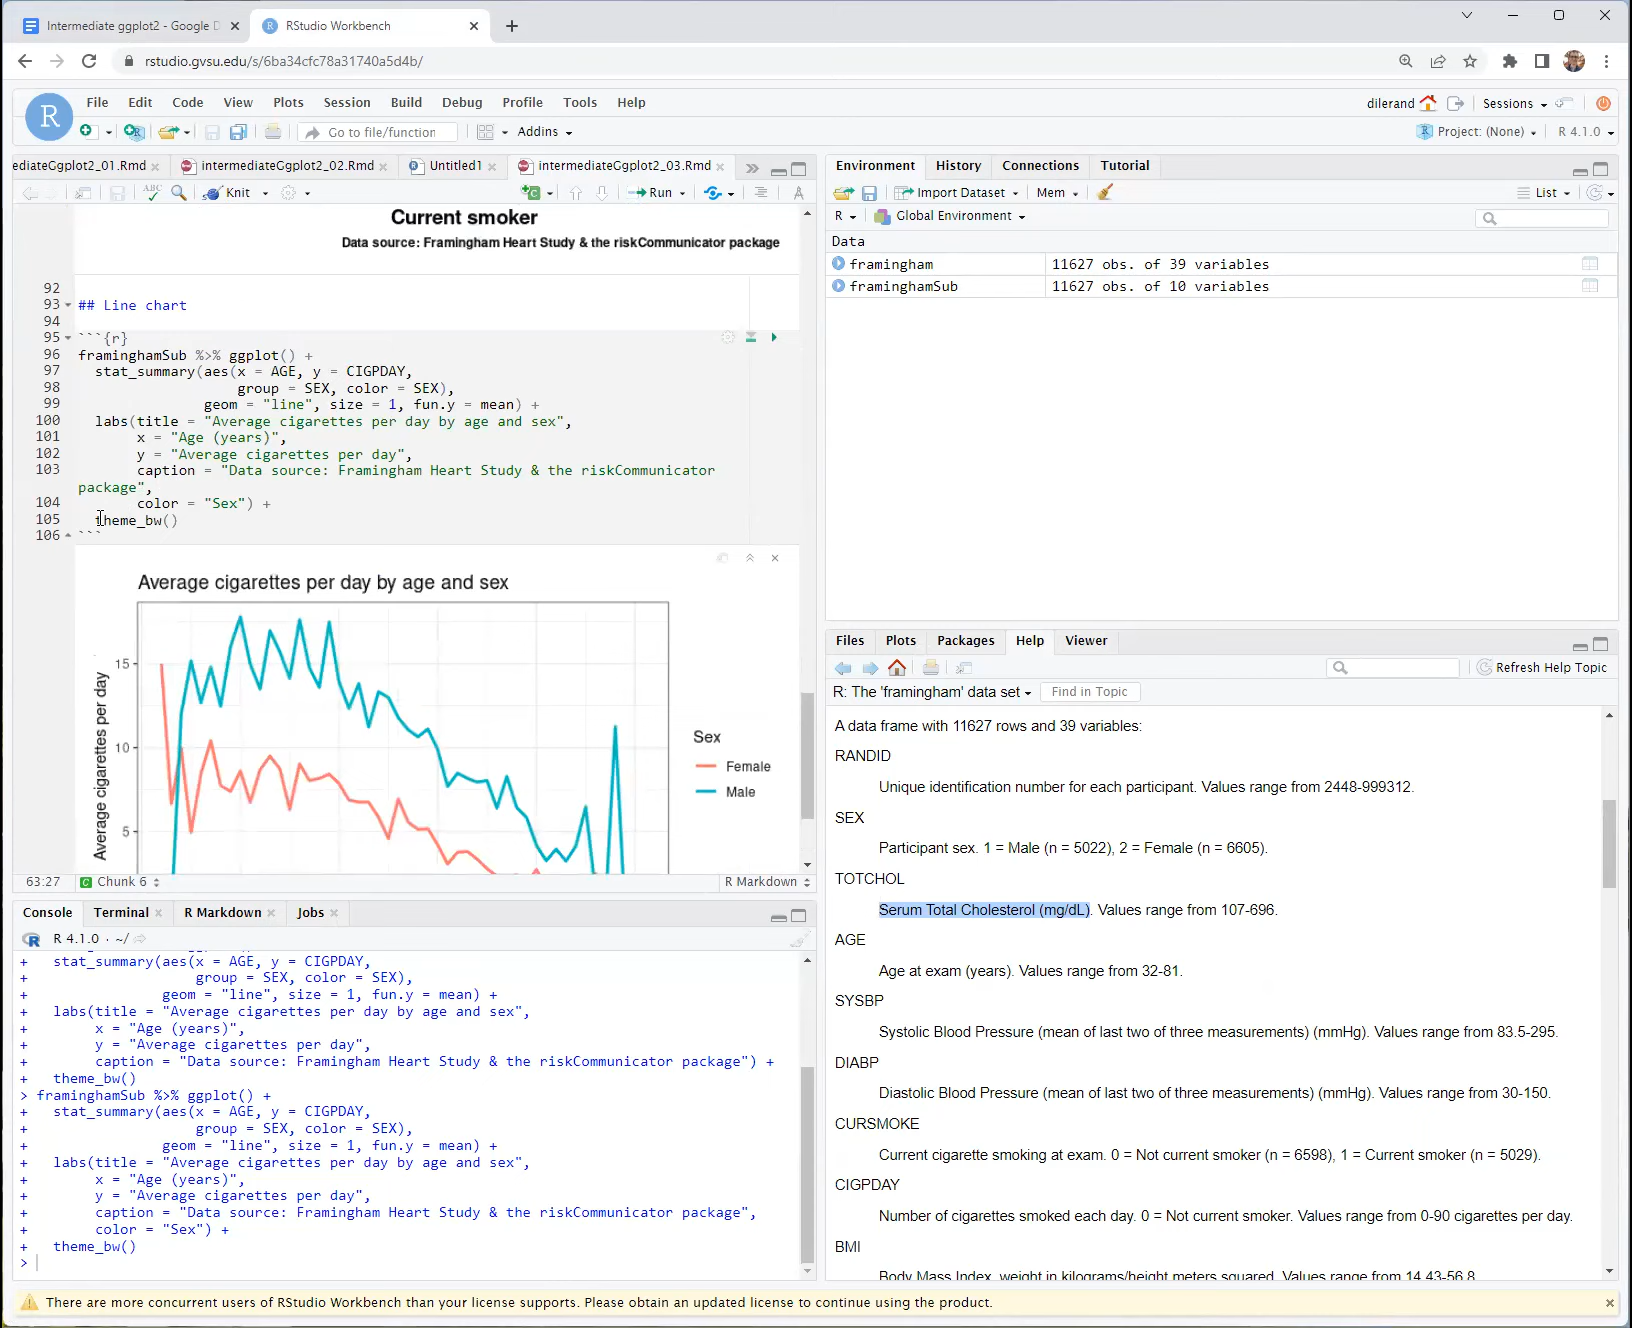 Intermediate ggplot2 - Google D
RStudio Workbench
rstudio.gvsu.edu/s/6ba34cfc78a31740a5d4b/
R
File Edit Code View Plots Session Build Debug Profile Tools Help
dilerand
Sessions
Go to file/function
Addins
Project: (None)
R 4.1.0
ediateGgplot2_01.Rmd
intermediateGgplot2_02.Rmd
Untitled1
intermediateGgplot2_03.Rmd
ABC
Knit
Run
Current smoker
Data source: Framingham Heart Study & the riskCommunicator package
92
93 ## Line chart
94
95 ```{r}
96 framinghamSub %>% ggplot() +
97 stat_summary(aes(x = AGE, y = CIGPDAY,
98 group = SEX, color = SEX),
99 geom = "line", size = 1, fun.y = mean) +
100 labs(title = "Average cigarettes per day by age and sex",
101 x = "Age (years)",
102 y = "Average cigarettes per day",
103 caption = "Data source: Framingham Heart Study & the riskCommunicator
package",
104 color = "Sex") +
105 theme_bw()
106 ```
Average cigarettes per day by age and sex
Average cigarettes per day
15
10
5
Sex
Female
Male
63:27
C Chunk 6
R Markdown
Console Terminal R Markdown Jobs
R R 4.1.0 · ~/
+ stat_summary(aes(x = AGE, y = CIGPDAY,
+ group = SEX, color = SEX),
+ geom = "line", size = 1, fun.y = mean) +
+ labs(title = "Average cigarettes per day by age and sex",
+ x = "Age (years)",
+ y = "Average cigarettes per day",
+ caption = "Data source: Framingham Heart Study & the riskCommunicator package") +
+ theme_bw()
> framinghamSub %>% ggplot() +
+ stat_summary(aes(x = AGE, y = CIGPDAY,
+ group = SEX, color = SEX),
+ geom = "line", size = 1, fun.y = mean) +
+ labs(title = "Average cigarettes per day by age and sex",
+ x = "Age (years)",
+ y = "Average cigarettes per day",
+ caption = "Data source: Framingham Heart Study & the riskCommunicator package",
+ color = "Sex") +
+ theme_bw()
>
Environment History Connections Tutorial
Import Dataset
Mem
List
R
Global Environment
Data
framingham 11627 obs. of 39 variables
framinghamSub 11627 obs. of 10 variables
Files Plots Packages Help Viewer
Refresh Help Topic
R: The 'framingham' data set
Find in Topic
A data frame with 11627 rows and 39 variables:
RANDID
Unique identification number for each participant. Values range from 2448-999312.
SEX
Participant sex. 1 = Male (n = 5022), 2 = Female (n = 6605).
TOTCHOL
Serum Total Cholesterol (mg/dL). Values range from 107-696.
AGE
Age at exam (years). Values range from 32-81.
SYSBP
Systolic Blood Pressure (mean of last two of three measurements) (mmHg). Values range from 83.5-295.
DIABP
Diastolic Blood Pressure (mean of last two of three measurements) (mmHg). Values range from 30-150.
CURSMOKE
Current cigarette smoking at exam. 0 = Not current smoker (n = 6598), 1 = Current smoker (n = 5029).
CIGPDAY
Number of cigarettes smoked each day. 0 = Not current smoker. Values range from 0-90 cigarettes per day.
BMI
Body Mass Index, weight in kilograms/height meters squared. Values range from 14.43-56.8
There are more concurrent users of RStudio Workbench than your license supports. Please obtain an updated license to continue using the product.